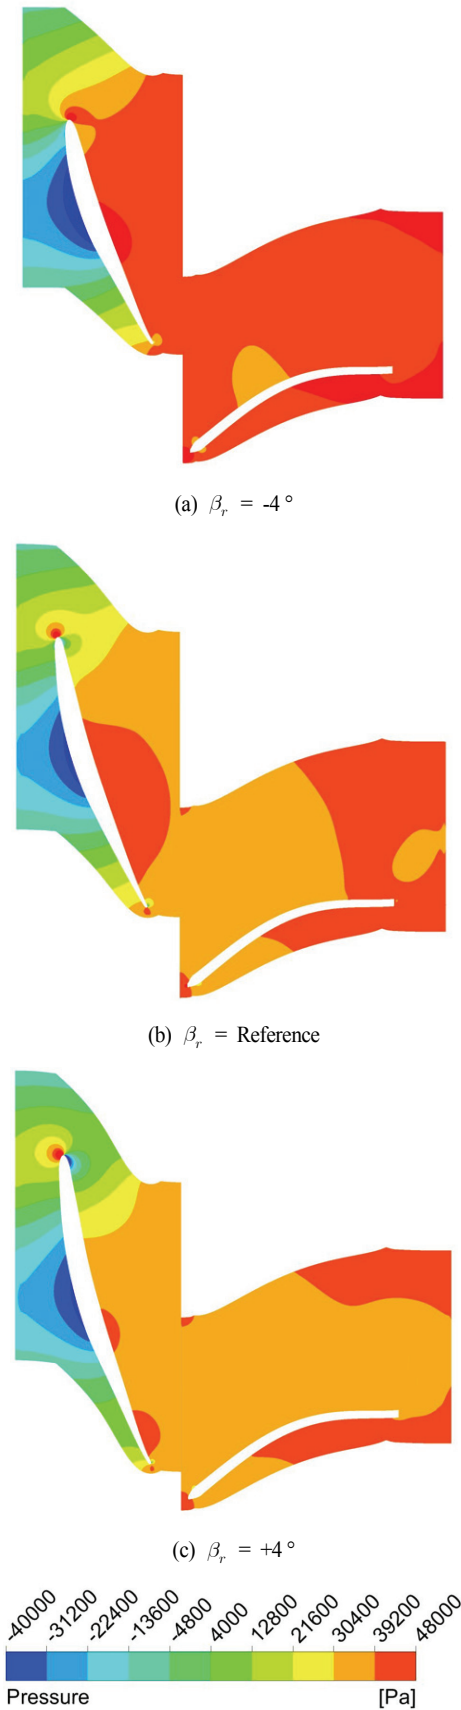 (a) βr = -4 °
(b) βr = Reference
(c) βr = +4 °
-40000 -31200 -22400 -13600 -4800 4000 12800 21600 30400 39200 48000
Pressure [Pa]